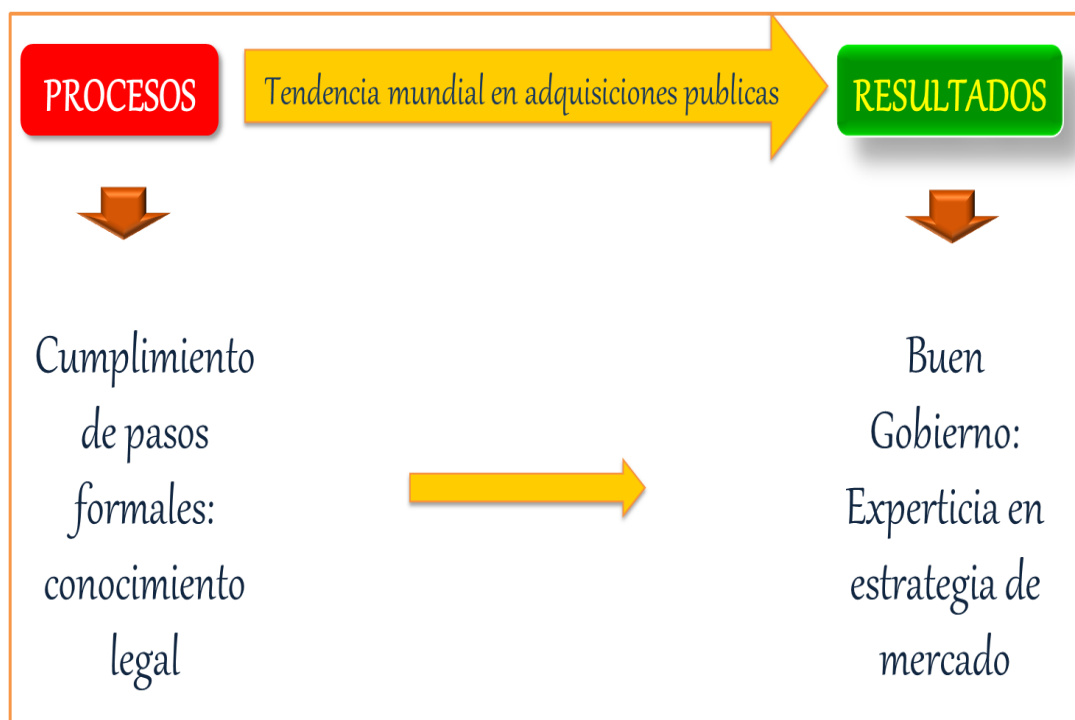 PROCESOS
Tendencia mundial en adquisiciones publicas
RESULTADOS
Cumplimiento
de pasos
formales:
conocimiento
legal
Buen
Gobierno:
Experticia en
estrategia de
mercado